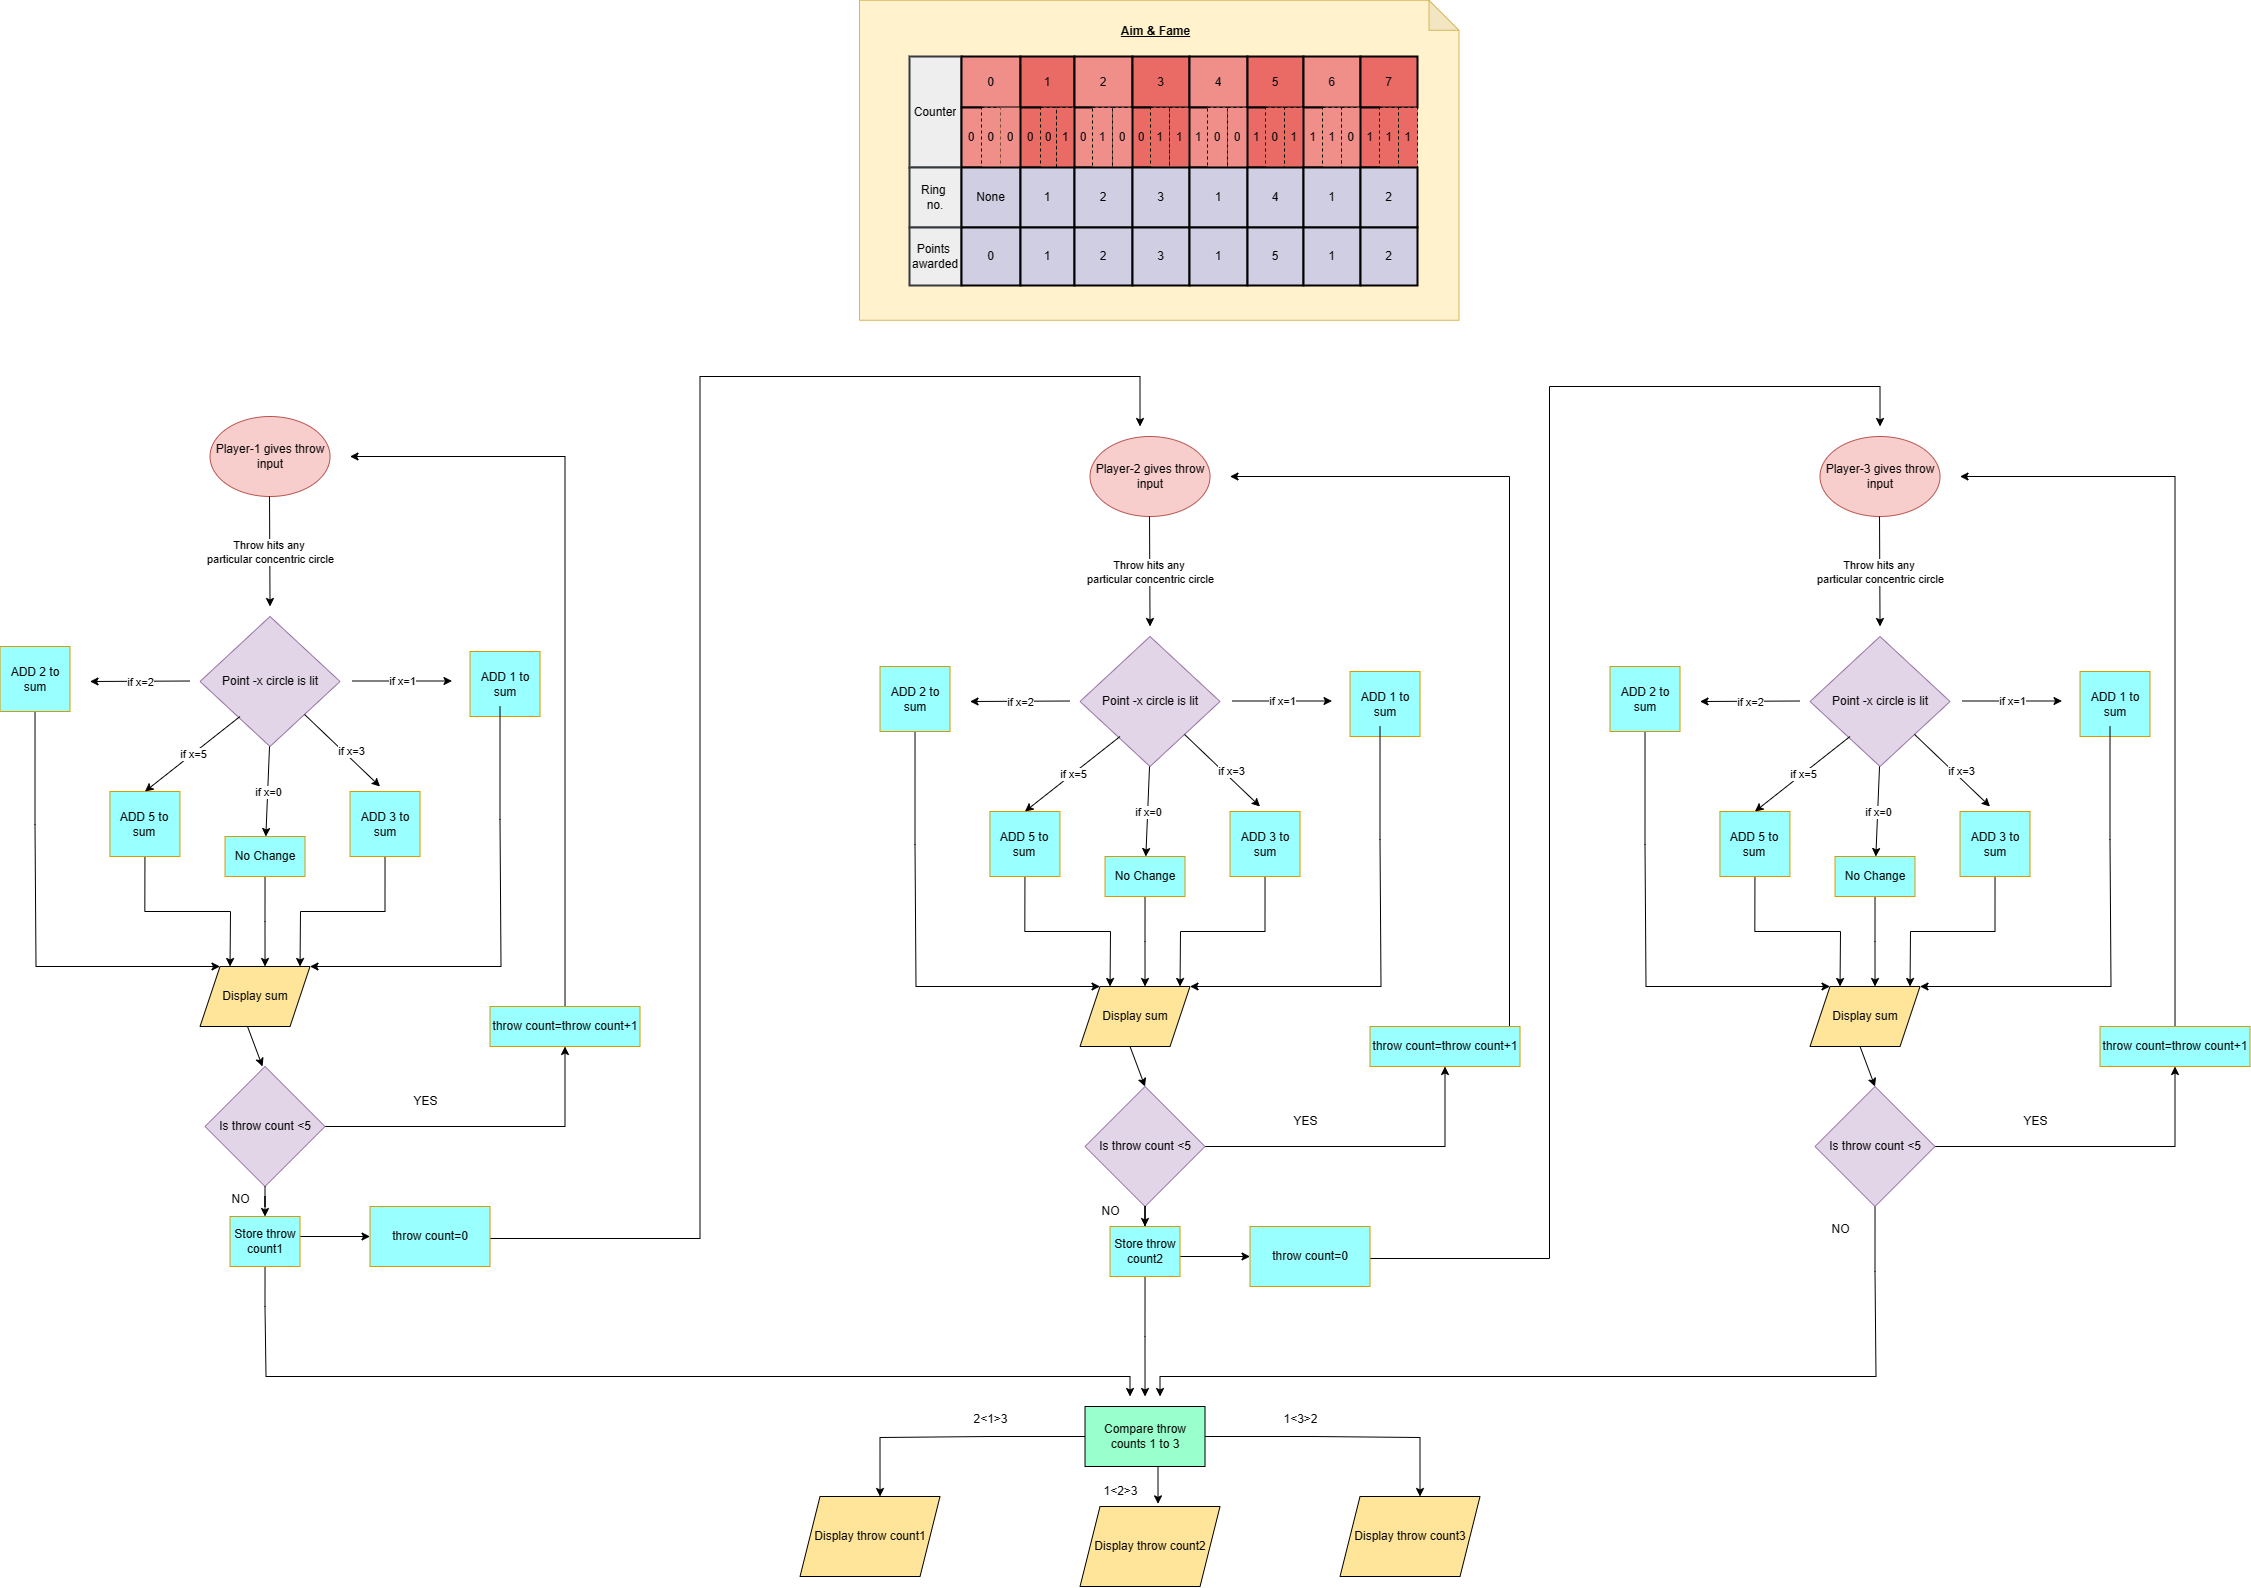 Aim & Fame
Counter
0 1 2 3 4 5 6 7
0 0 0 0 0 1 0 1 0 0 1 1 1 0 0 1 0 1 1 1 0 1 1 1
Ring
no.
None 1 2 3 1 4 1 2
Points
awarded
0 1 2 3 1 5 1 2
Player-1 gives throw
input
Throw hits any
particular concentric circle
Point -x circle is lit
if x=2
if x=1
ADD 2 to
sum
ADD 1 to
sum
if x=5
if x=0
if x=3
ADD 5 to
sum
No Change
ADD 3 to
sum
Display sum
throw count=throw count+1
Is throw count <5
YES
NO
Store throw
count1
throw count=0
Player-2 gives throw
input
Throw hits any
particular concentric circle
Point -x circle is lit
if x=2
if x=1
ADD 2 to
sum
ADD 1 to
sum
if x=5
if x=0
if x=3
ADD 5 to
sum
No Change
ADD 3 to
sum
Display sum
throw count=throw count+1
Is throw count <5
YES
NO
Store throw
count2
throw count=0
Player-3 gives throw
input
Throw hits any
particular concentric circle
Point -x circle is lit
if x=2
if x=1
ADD 2 to
sum
ADD 1 to
sum
if x=5
if x=0
if x=3
ADD 5 to
sum
No Change
ADD 3 to
sum
Display sum
throw count=throw count+1
Is throw count <5
YES
NO
Compare throw
counts 1 to 3
2<1>3
1<3>2
1<2>3
Display throw count1
Display throw count2
Display throw count3